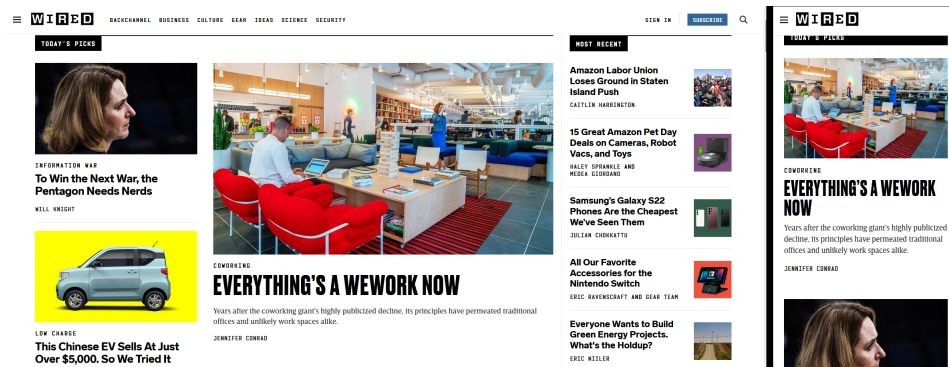 WIRED
BACKCHANNEL BUSINESS CULTURE GEAR IDEAS SCIENCE SECURITY
SIGN IN
SUBSCRIBE
TODAY'S PICKS
INFORMATION WAR
To Win the Next War, the
Pentagon Needs Nerds
WILL KNIGHT
LOW CHARGE
This Chinese EV Sells At Just
Over $5,000. So We Tried It
COWORKING
EVERYTHING'S A WEWORK NOW
Years after the coworking giant's highly publicized decline, its principles have permeated traditional
offices and unlikely work spaces alike.
JENNIFER CONRAD
MOST RECENT
Amazon Labor Union
Loses Ground in Staten
Island Push
CAITLIN HARRINGTON
15 Great Amazon Pet Day
Deals on Cameras, Robot
Vacs, and Toys
HALEY SPRANKLE AND
MEDEA GIORDANO
Samsung's Galaxy S22
Phones Are the Cheapest
We've Seen Them
JULIAN CHOKKATTU
All Our Favorite
Accessories for the
Nintendo Switch
ERIC RAVENSCRAFT AND GEAR TEAM
Everyone Wants to Build
Green Energy Projects.
What's the Holdup?
ERIC NIILER
WIRED
TODAY'S PICKS
COWORKING
EVERYTHING'S A WEWORK
NOW
Years after the coworking giant's highly publicized
decline, its principles have permeated traditional
offices and unlikely work spaces alike.
JENNIFER CONRAD